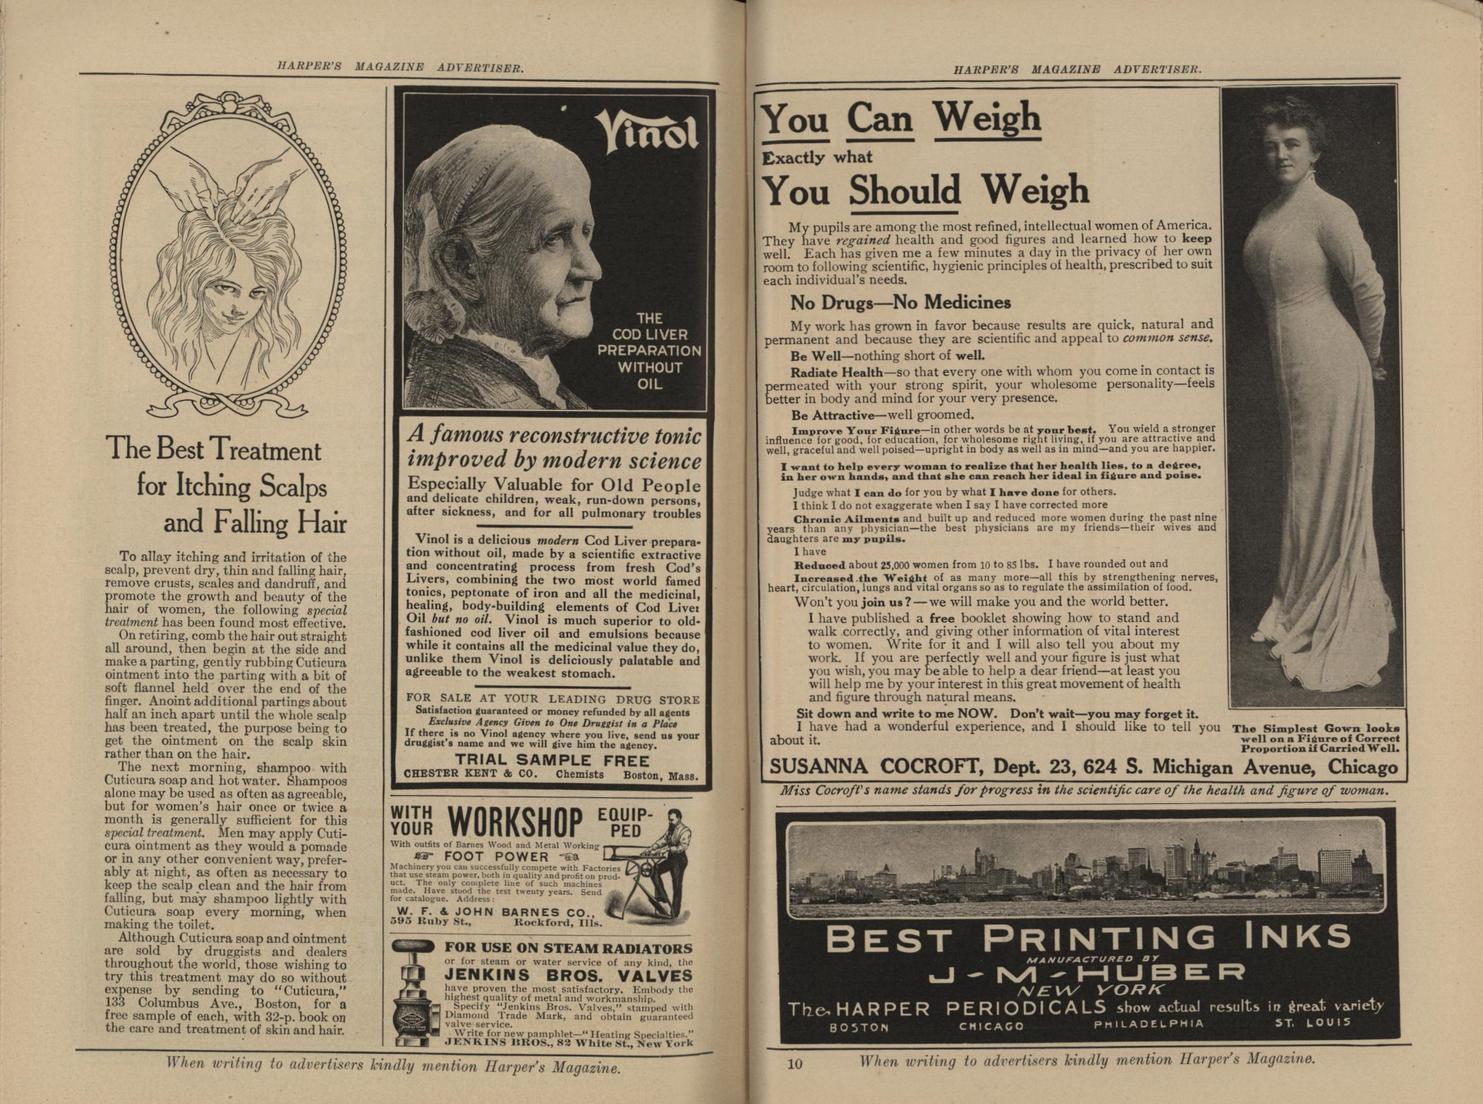 HARPER'S MAGAZINE ADVERTISER.
The Best Treatment
for Itching Scalps
and Falling Hair
To allay itching and irritation of the
scalp, prevent dry, thin and falling hair,
remove crusts, scales and dandruff, and
promote the growth and beauty of the
hair of women, the following special
treatment has been found most effective.
On retiring, comb the hair out straight
all around, then begin at the side and
make a parting, gently rubbing Cuticura
ointment into the parting with a bit of
soft flannel held over the end of the
finger. Anoint additional partings about
half an inch apart until the whole scalp
has been treated, the purpose being to
get the ointment on the scalp skin
rather than on the hair.
The next morning, shampoo with
Cuticura soap and hot water. Shampoos
alone may be used as often as agreeable,
but for women's hair once or twice a
month is generally sufficient for this
special treatment. Men may apply Cuti-
cura ointment as they would a pomade
or in any other convenient way, prefer-
ably at night, as often as necessary to
keep the scalp clean and the hair from
falling, but may shampoo lightly with
Cuticura soap every morning, when
making the toilet.
Although Cuticura soap and ointment
are sold by druggists and dealers
throughout the world, those wishing to
try this treatment may do so without
expense by sending to "Cuticura,"
133 Columbus Ave., Boston, for a
free sample of each, with 32-p. book on
the care and treatment of skin and hair.
Vinol
THE
COD LIVER
PREPARATION
WITHOUT
OIL
A famous reconstructive tonic
improved by modern science
Especially Valuable for Old People
and delicate children, weak, run-down persons,
after sickness, and for all pulmonary troubles
Vinol is a delicious modern Cod Liver prepara-
tion without oil, made by a scientific extractive
and concentrating process from fresh Cod's
Livers, combining the two most world famed
tonics, peptonate of iron and all the medicinal,
healing, body-building elements of Cod Liver
Oil but no oil. Vinol is much superior to old-
fashioned cod liver oil and emulsions because
while it contains all the medicinal value they do,
unlike them Vinol is deliciously palatable and
agreeable to the weakest stomach.
FOR SALE AT YOUR LEADING DRUG STORE
Satisfaction guaranteed or money refunded by all agents
Exclusive Agency Given to One Druggist in a Place
If there is no Vinol agency where you live, send us your
druggist's name and we will give him the agency.
TRIAL SAMPLE FREE
CHESTER KENT & CO. Chemists Boston, Mass.
WITH YOUR WORKSHOP EQUIP-PED
With outfits of Barnes Wood and Metal Working
FOOT POWER
Machinery you can successfully compete with Factories
that use steam power, both in quality and profit on prod-
uct. The only complete line of such machines
made. Have stood the test twenty years. Send
for catalogue. Address:
W. F. & JOHN BARNES CO.,
595 Ruby St., Rockford, Ills.
FOR USE ON STEAM RADIATORS
or for steam or water service of any kind, the
JENKINS BROS. VALVES
have proven the most satisfactory. Embody the
highest quality of metal and workmanship.
Specify "Jenkins Bros. Valves," stamped with
Diamond Trade Mark, and obtain guaranteed
valve service.
Write for new pamphlet—"Heating Specialties."
JENKINS BROS., 82 White St., New York
When writing to advertisers kindly mention Harper's Magazine.
HARPER'S MAGAZINE ADVERTISER.
You Can Weigh
Exactly what
You Should Weigh
My pupils are among the most refined, intellectual women of America.
They have regained health and good figures and learned how to keep
well. Each has given me a few minutes a day in the privacy of her own
room to following scientific, hygienic principles of health, prescribed to suit
each individual's needs.
No Drugs—No Medicines
My work has grown in favor because results are quick, natural and
permanent and because they are scientific and appeal to common sense.
Be Well—nothing short of well.
Radiate Health—so that every one with whom you come in contact is
permeated with your strong spirit, your wholesome personality—feels
better in body and mind for your very presence.
Be Attractive—well groomed.
Improve Your Figure—in other words be at your best. You wield a stronger
influence for good, for education, for wholesome right living, if you are attractive and
well, graceful and well poised—upright in body as well as in mind—and you are happier.
I want to help every woman to realize that her health lies, to a degree,
in her own hands, and that she can reach her ideal in figure and poise.
Judge what I can do for you by what I have done for others.
I think I do not exaggerate when I say I have corrected more
Chronic Ailments and built up and reduced more women during the past nine
years than any physician—the best physicians are my friends—their wives and
daughters are my pupils.
I have
Reduced about 25,000 women from 10 to 85 lbs. I have rounded out and
Increased the Weight of as many more—all this by strengthening nerves,
heart, circulation, lungs and vital organs so as to regulate the assimilation of food.
Won't you join us?—we will make you and the world better.
I have published a free booklet showing how to stand and
walk correctly, and giving other information of vital interest
to women. Write for it and I will also tell you about my
work. If you are perfectly well and your figure is just what
you wish, you may be able to help a dear friend—at least you
will help me by your interest in this great movement of health
and figure through natural means.
Sit down and write to me NOW. Don't wait—you may forget it.
I have had a wonderful experience, and I should like to tell you
about it.
The Simplest Gown looks
well on a Figure of Correct
Proportion if Carried Well.
SUSANNA COCROFT, Dept. 23, 624 S. Michigan Avenue, Chicago
Miss Cocroft's name stands for progress in the scientific care of the health and figure of woman.
BEST PRINTING INKS
MANUFACTURED BY
J-M-HUBER
NEW YORK
The HARPER PERIODICALS show actual results in great variety
BOSTON CHICAGO PHILADELPHIA ST. LOUIS
10 When writing to advertisers kindly mention Harper's Magazine.